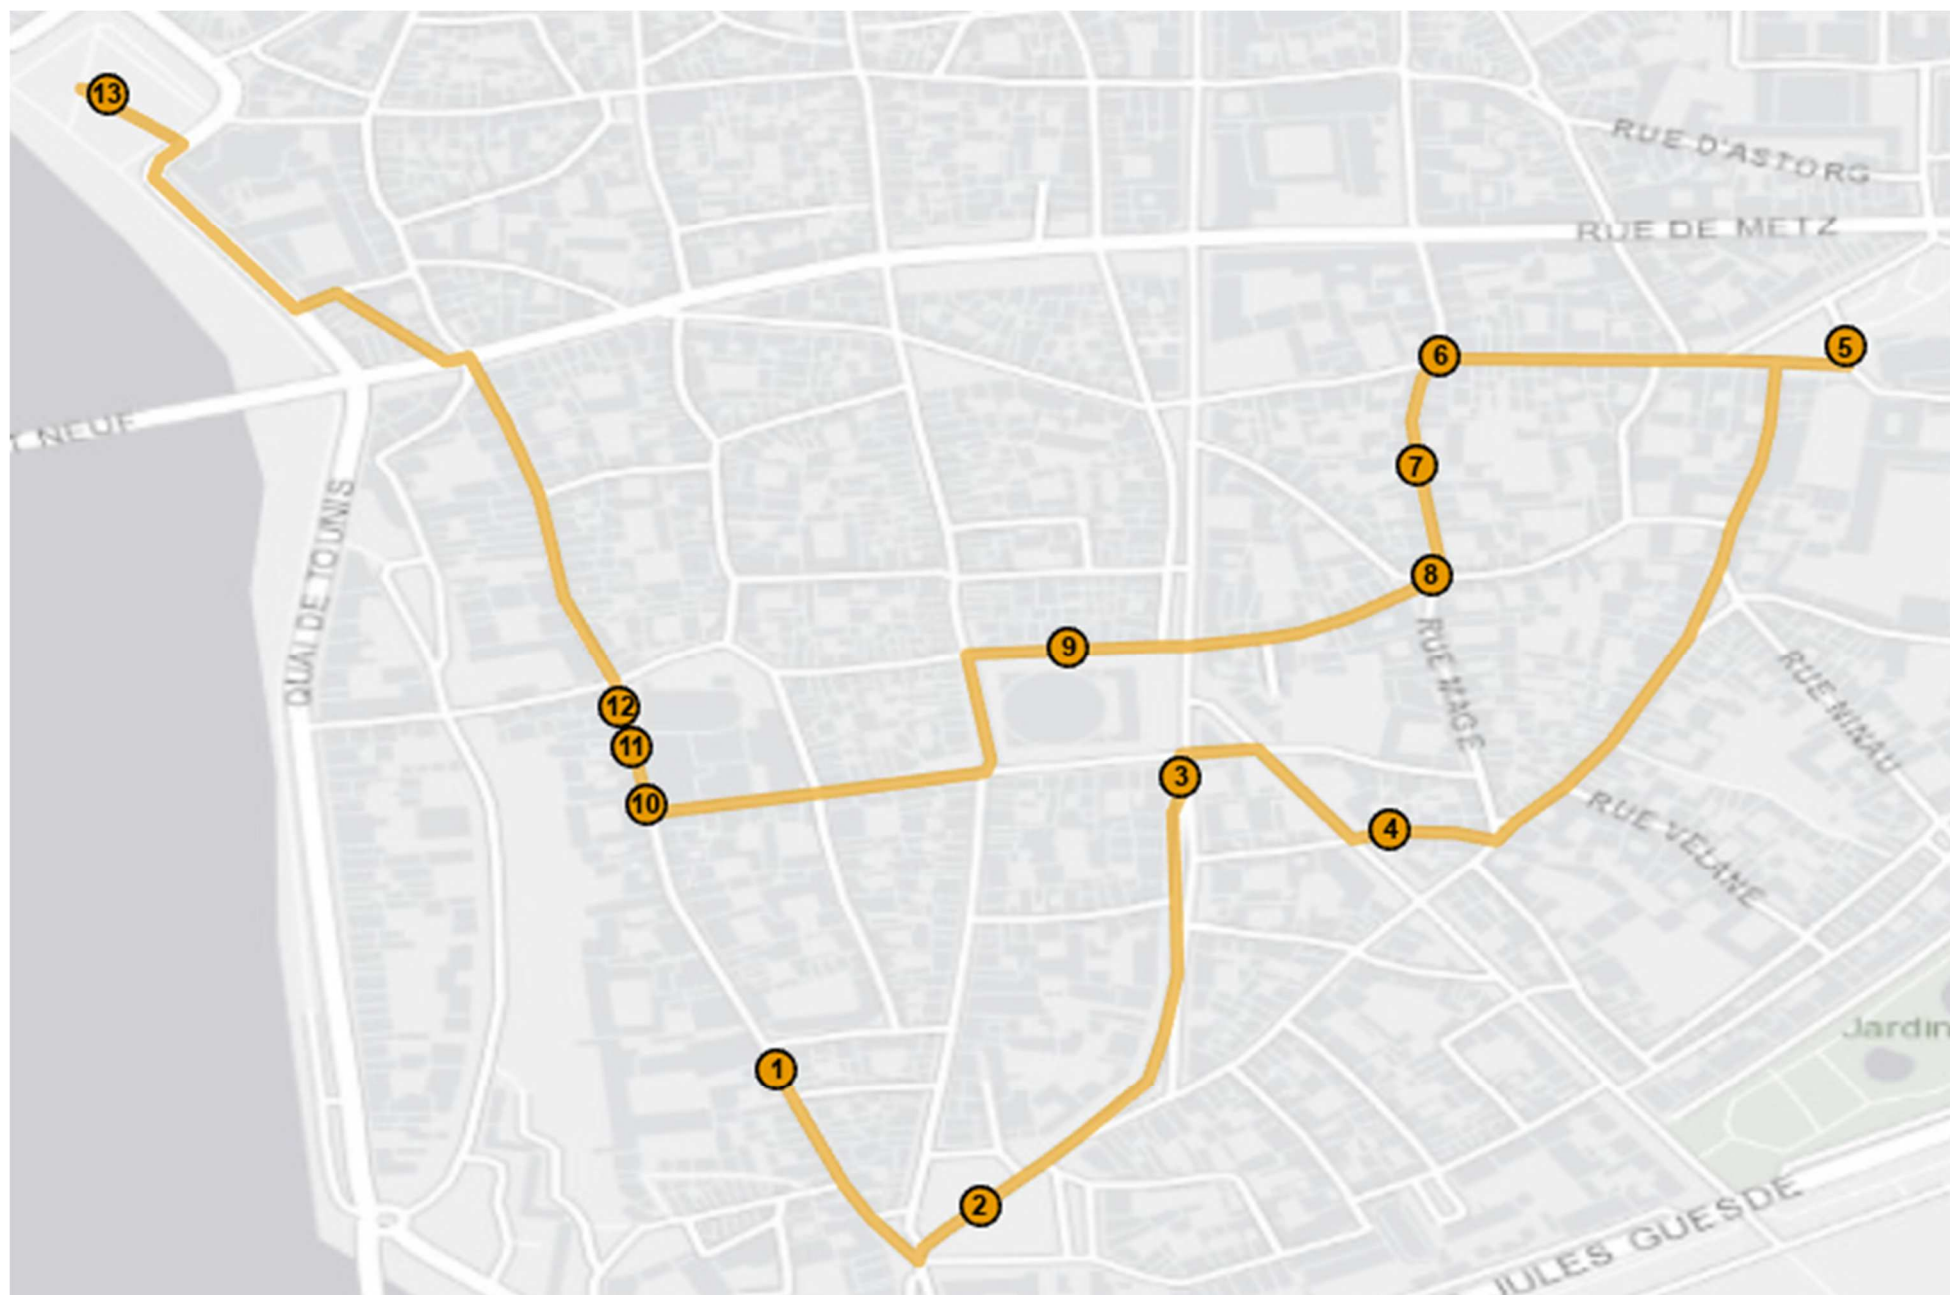 13
RUE D'ASTORG
RUE DE METZ
5
6
T NEUF
7
QUAI DE TOUNIS
8
RUE MAGE
9
RUE NINAU
12
11
3
10
4
RUE VELANE
Jardin
1
2
JULES GUESDE